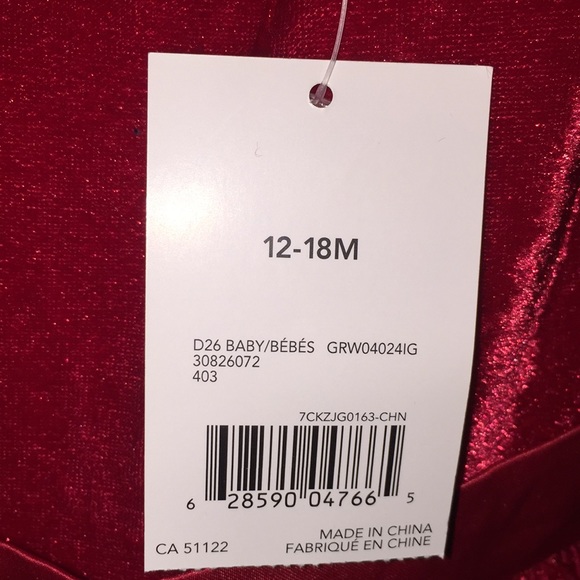 12-18M
D26 BABY/BÉBÉS GRW04024IG
30826072
403
7CKZJG0163-CHN
6 28590 04766 5
CA 51122
MADE IN CHINA
FABRIQUÉ EN CHINE